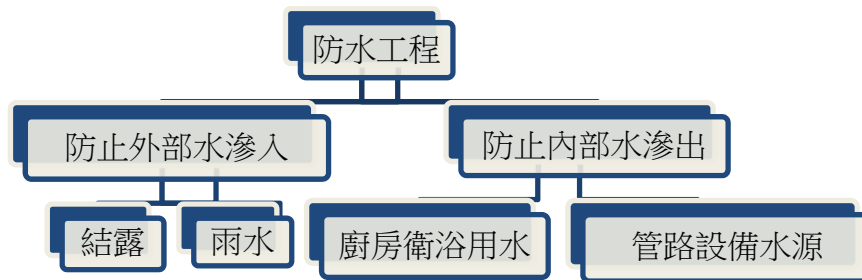 防水工程
防止外部水滲入
防止內部水滲出
結露
雨水
廚房衛浴用水
管路設備水源